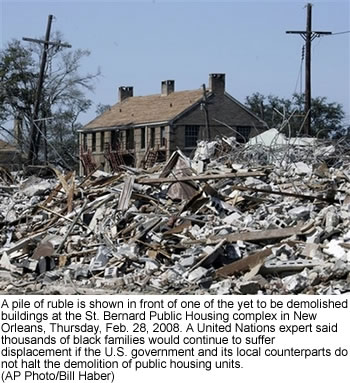 A pile of ruble is shown in front of one of the yet to be demolished
buildings at the St. Bernard Public Housing complex in New
Orleans, Thursday, Feb. 28, 2008. A United Nations expert said
thousands of black families would continue to suffer
displacement if the U.S. government and its local counterparts do
not halt the demolition of public housing units.
(AP Photo/Bill Haber)